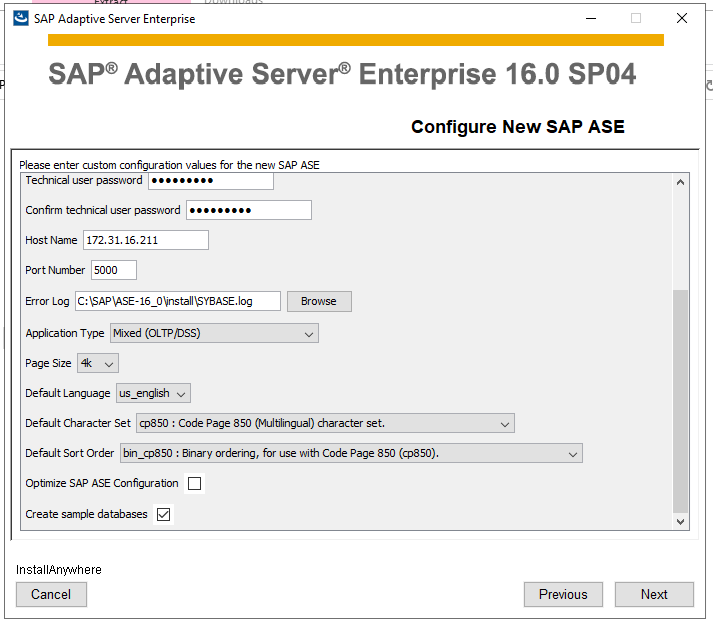 Extract
Downloads
SAP Adaptive Server Enterprise
SAP® Adaptive Server® Enterprise 16.0 SP04
Configure New SAP ASE
Please enter custom configuration values for the new SAP ASE
Technical user password •••••••••
Confirm technical user password •••••••••
Host Name 172.31.16.211
Port Number 5000
Error Log C:\SAP\ASE-16_0\install\SYBASE.log Browse
Application Type Mixed (OLTP/DSS)
Page Size 4k
Default Language us_english
Default Character Set cp850 : Code Page 850 (Multilingual) character set.
Default Sort Order bin_cp850 : Binary ordering, for use with Code Page 850 (cp850).
Optimize SAP ASE Configuration
Create sample databases
InstallAnywhere
Cancel Previous Next